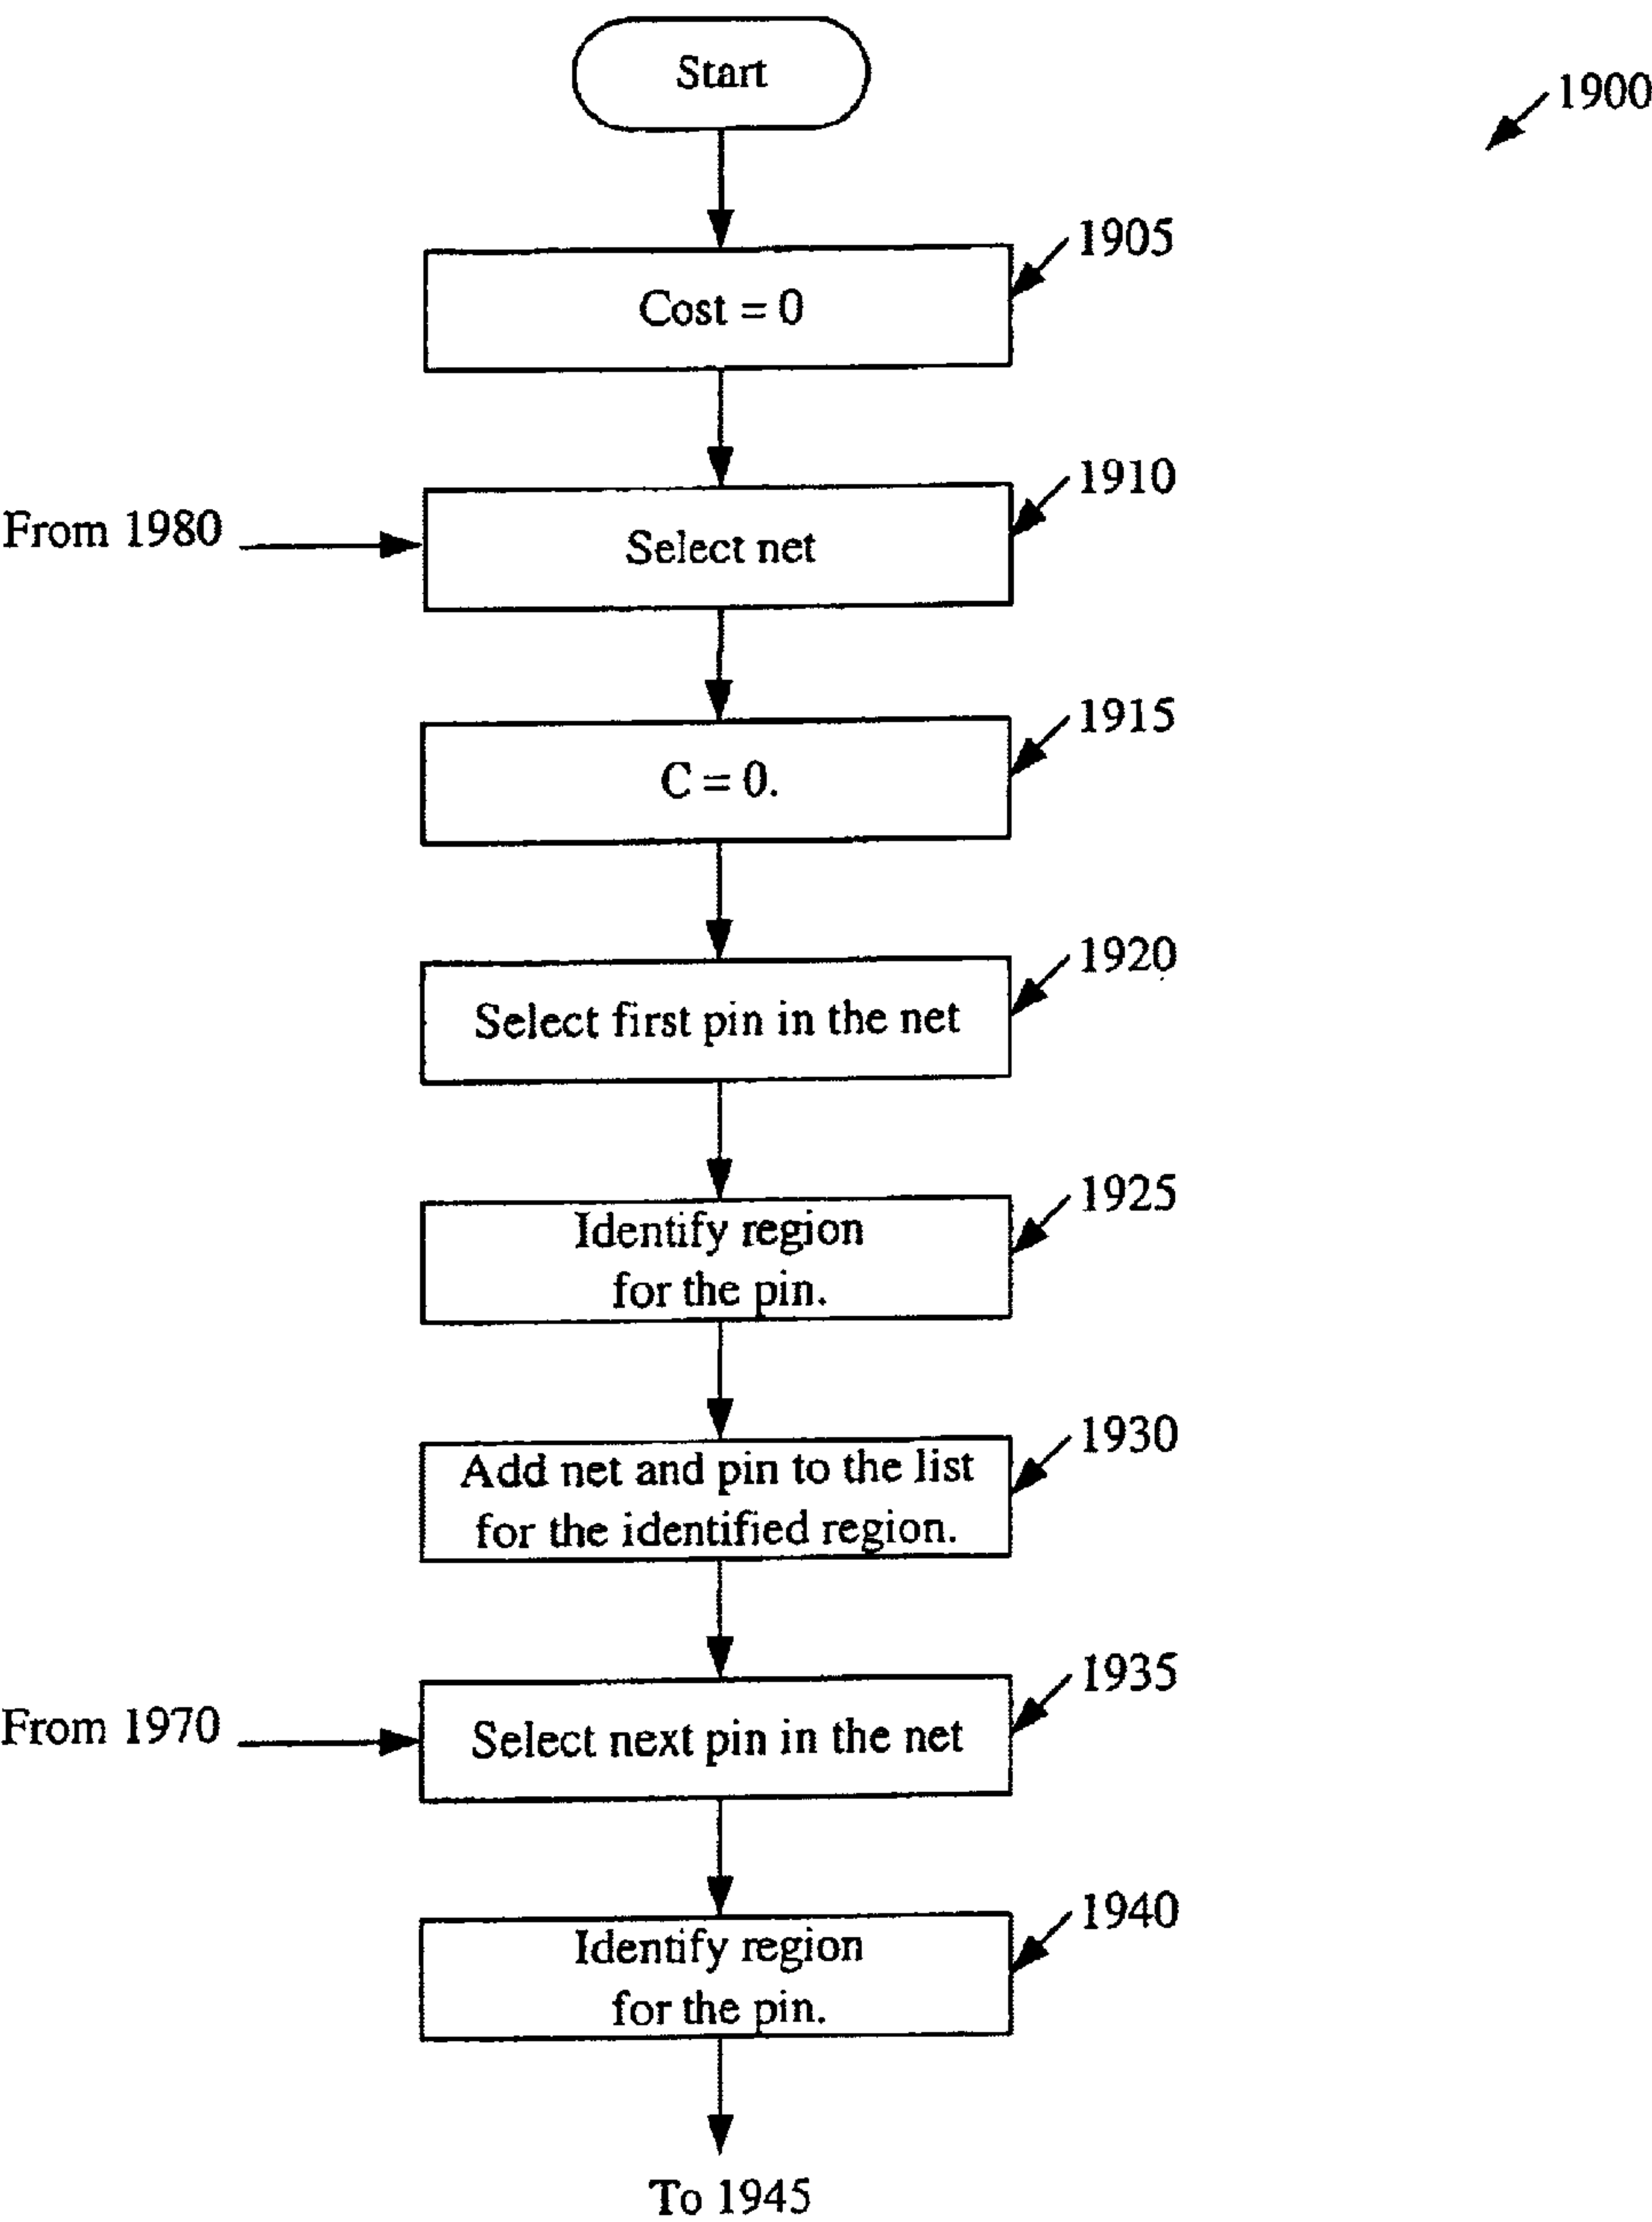 Start
1900
1905
Cost = 0
1910
From 1980
Select net
1915
C = 0.
1920
Select first pin in the net
1925
Identify region
for the pin.
1930
Add net and pin to the list
for the identified region.
1935
From 1970
Select next pin in the net
1940
Identify region
for the pin.
To 1945